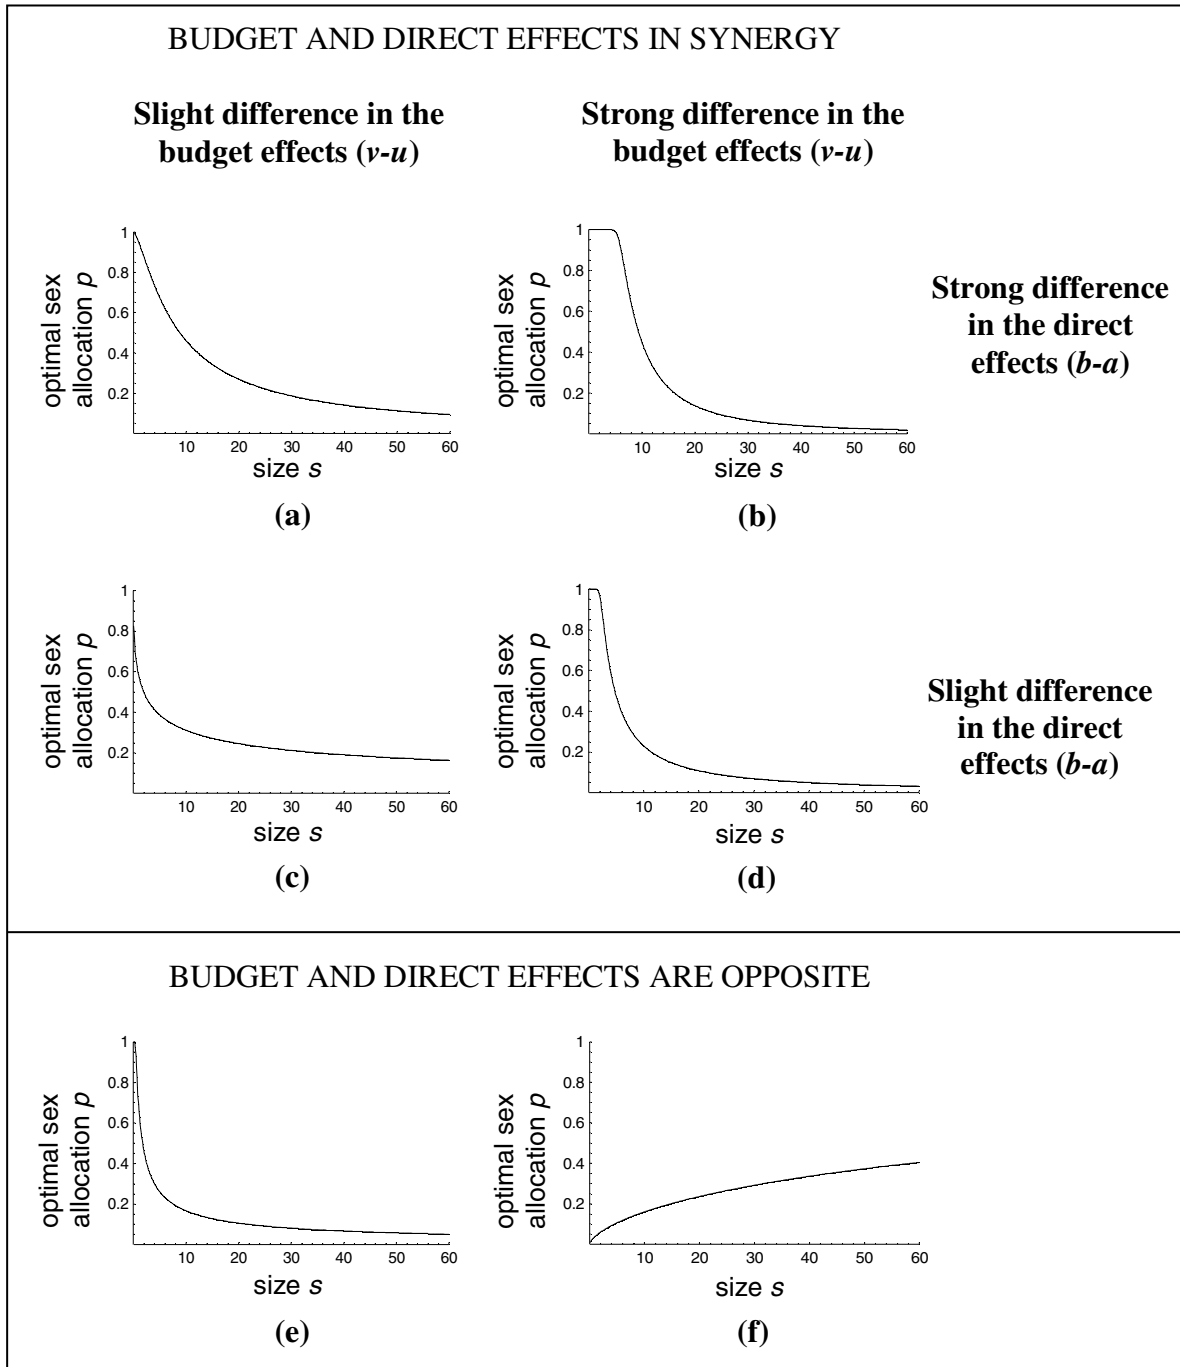 BUDGET AND DIRECT EFFECTS IN SYNERGY
Slight difference in the
budget effects (v-u)
Strong difference in the
budget effects (v-u)
1
0.8
0.6
0.4
0.2
optimal sex
allocation p
10 20 30 40 50 60
size s
(a)
1
0.8
0.6
0.4
0.2
optimal sex
allocation p
10 20 30 40 50 60
size s
(b)
Strong difference
in the direct
effects (b-a)
1
0.8
0.6
0.4
0.2
optimal sex
allocation p
10 20 30 40 50 60
size s
(c)
1
0.8
0.6
0.4
0.2
optimal sex
allocation p
10 20 30 40 50 60
size s
(d)
Slight difference
in the direct
effects (b-a)
BUDGET AND DIRECT EFFECTS ARE OPPOSITE
1
0.8
0.6
0.4
0.2
optimal sex
allocation p
10 20 30 40 50 60
size s
(e)
1
0.8
0.6
0.4
0.2
optimal sex
allocation p
10 20 30 40 50 60
size s
(f)